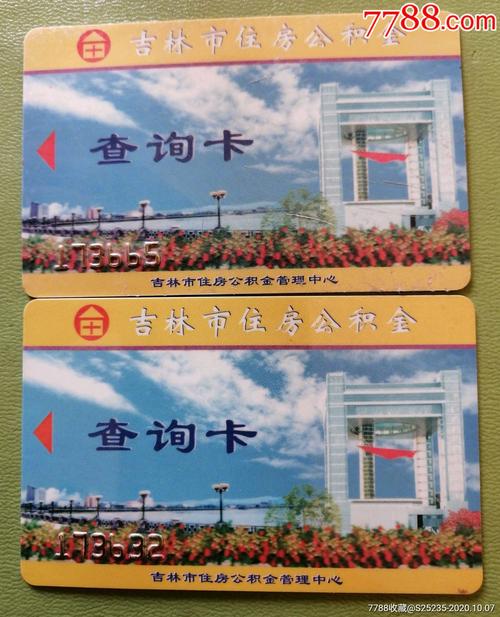 7788.com
吉林市住房公积金
查询卡
173665
吉林市住房公积金管理中心
吉林市住房公积金
查询卡
173632
吉林市住房公积金管理中心
7788收藏@S25235-2020.10.07